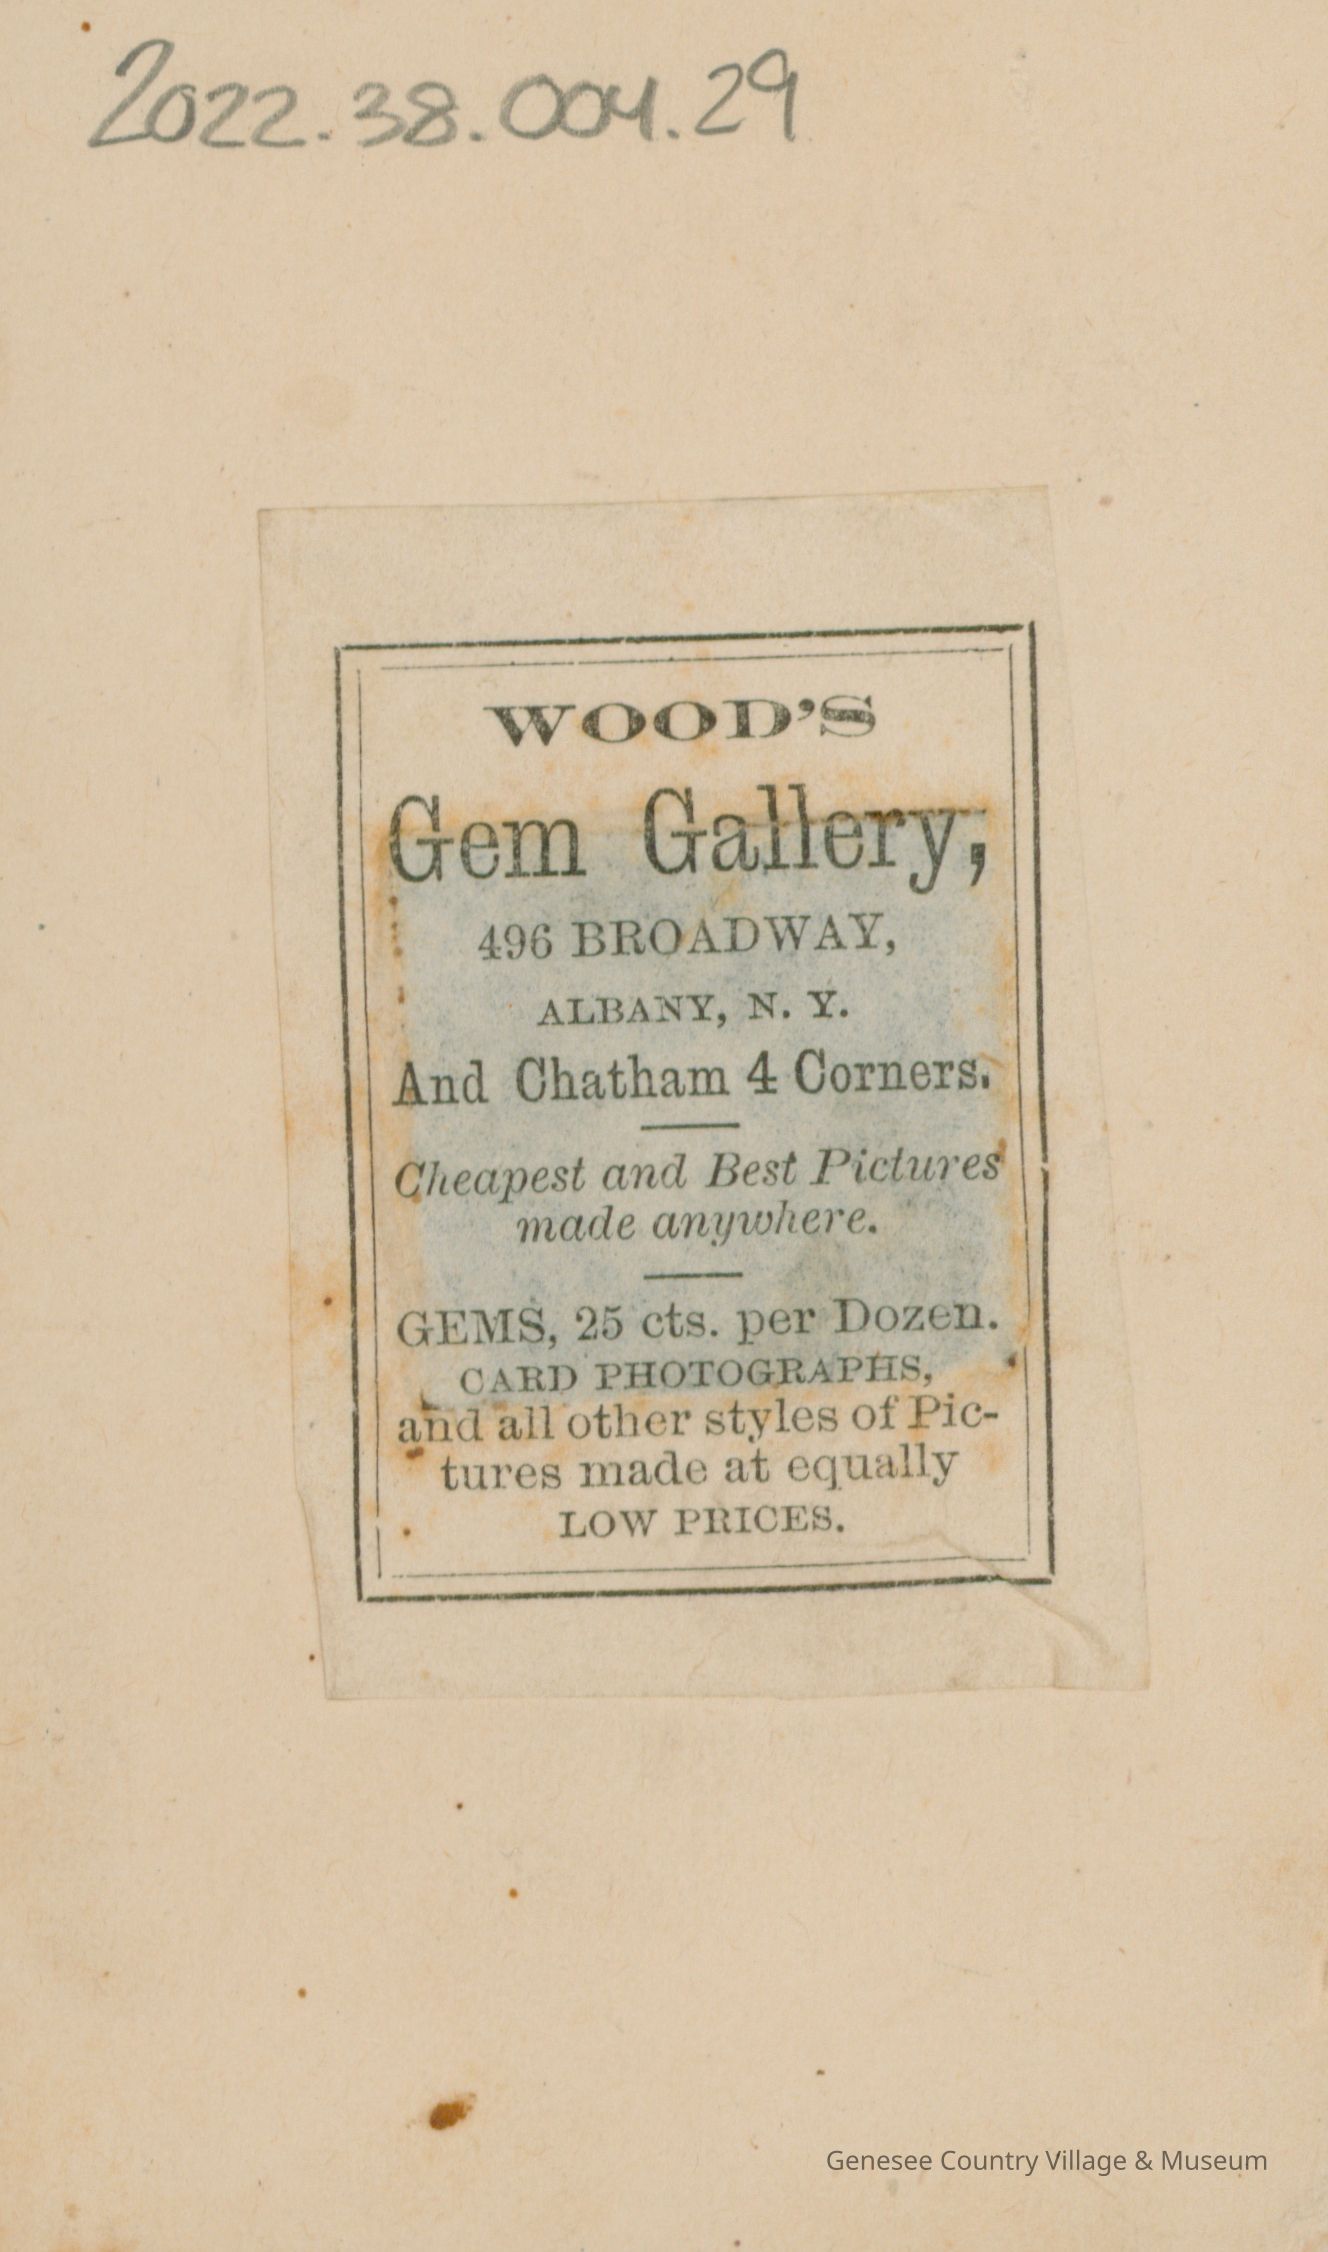 2022.38.004.29
WOOD'S
Gem Gallery,
496 BROADWAY,
ALBANY, N. Y.
And Chatham 4 Corners.
Cheapest and Best Pictures
made anywhere.
GEMS, 25 cts. per Dozen.
CARD PHOTOGRAPHS,
and all other styles of Pic-
tures made at equally
LOW PRICES.
Genesee Country Village & Museum